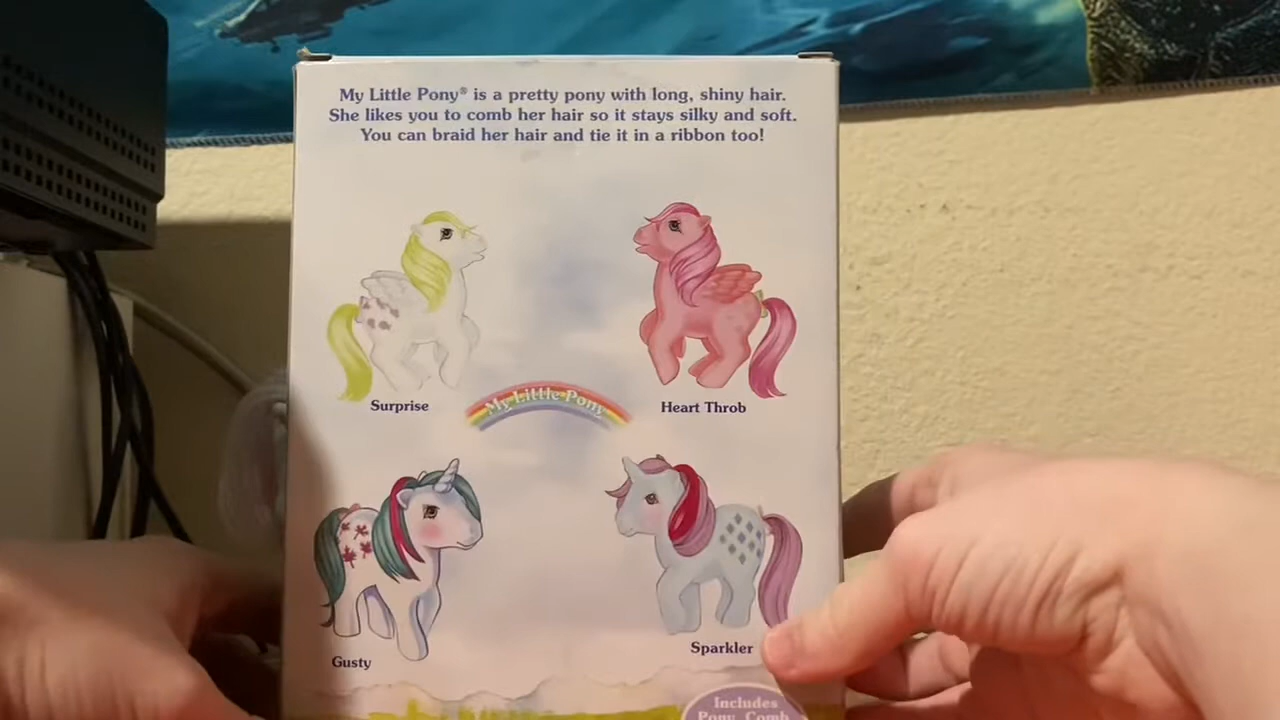 My Little Pony® is a pretty pony with long, shiny hair.
She likes you to comb her hair so it stays silky and soft.
You can braid her hair and tie it in a ribbon too!
Surprise
My Little Pony
Heart Throb
Gusty
Sparkler
Includes
Pony, Comb